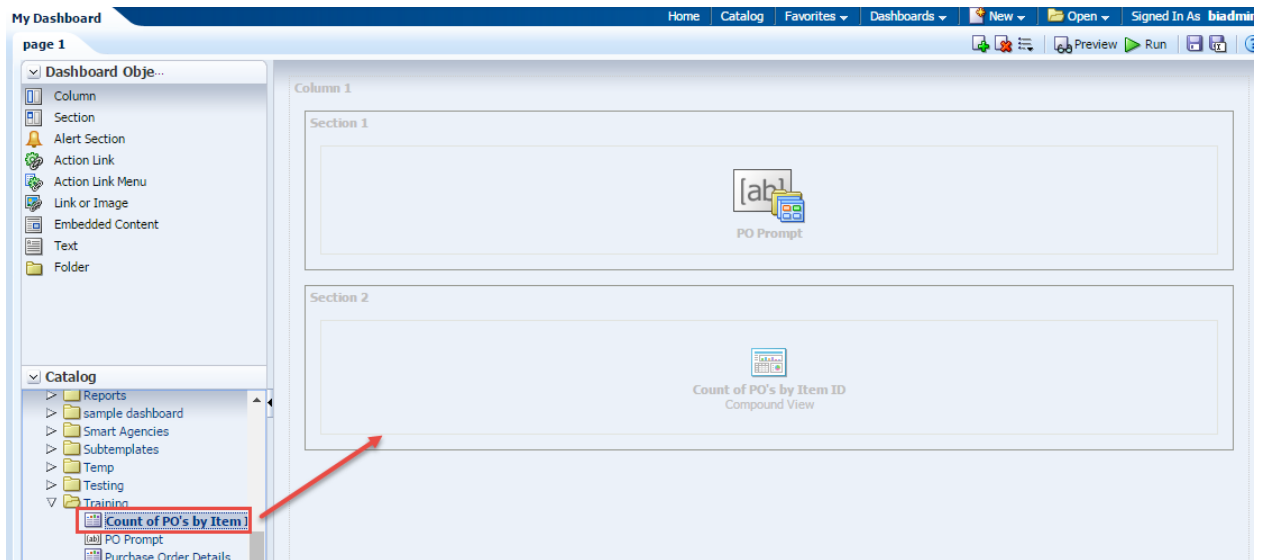 My Dashboard
Home Catalog Favorites Dashboards New Open Signed In As biadmin
page 1
Preview Run
Dashboard Obje...
Column
Section
Alert Section
Action Link
Action Link Menu
Link or Image
Embedded Content
Text
Folder
Column 1
Section 1
[ab]
PO Prompt
Section 2
Count of PO's by Item ID
Compound View
Catalog
Reports
sample dashboard
Smart Agencies
Subtemplates
Temp
Testing
Training
Count of PO's by Item
[ab] PO Prompt
Purchase Order Details